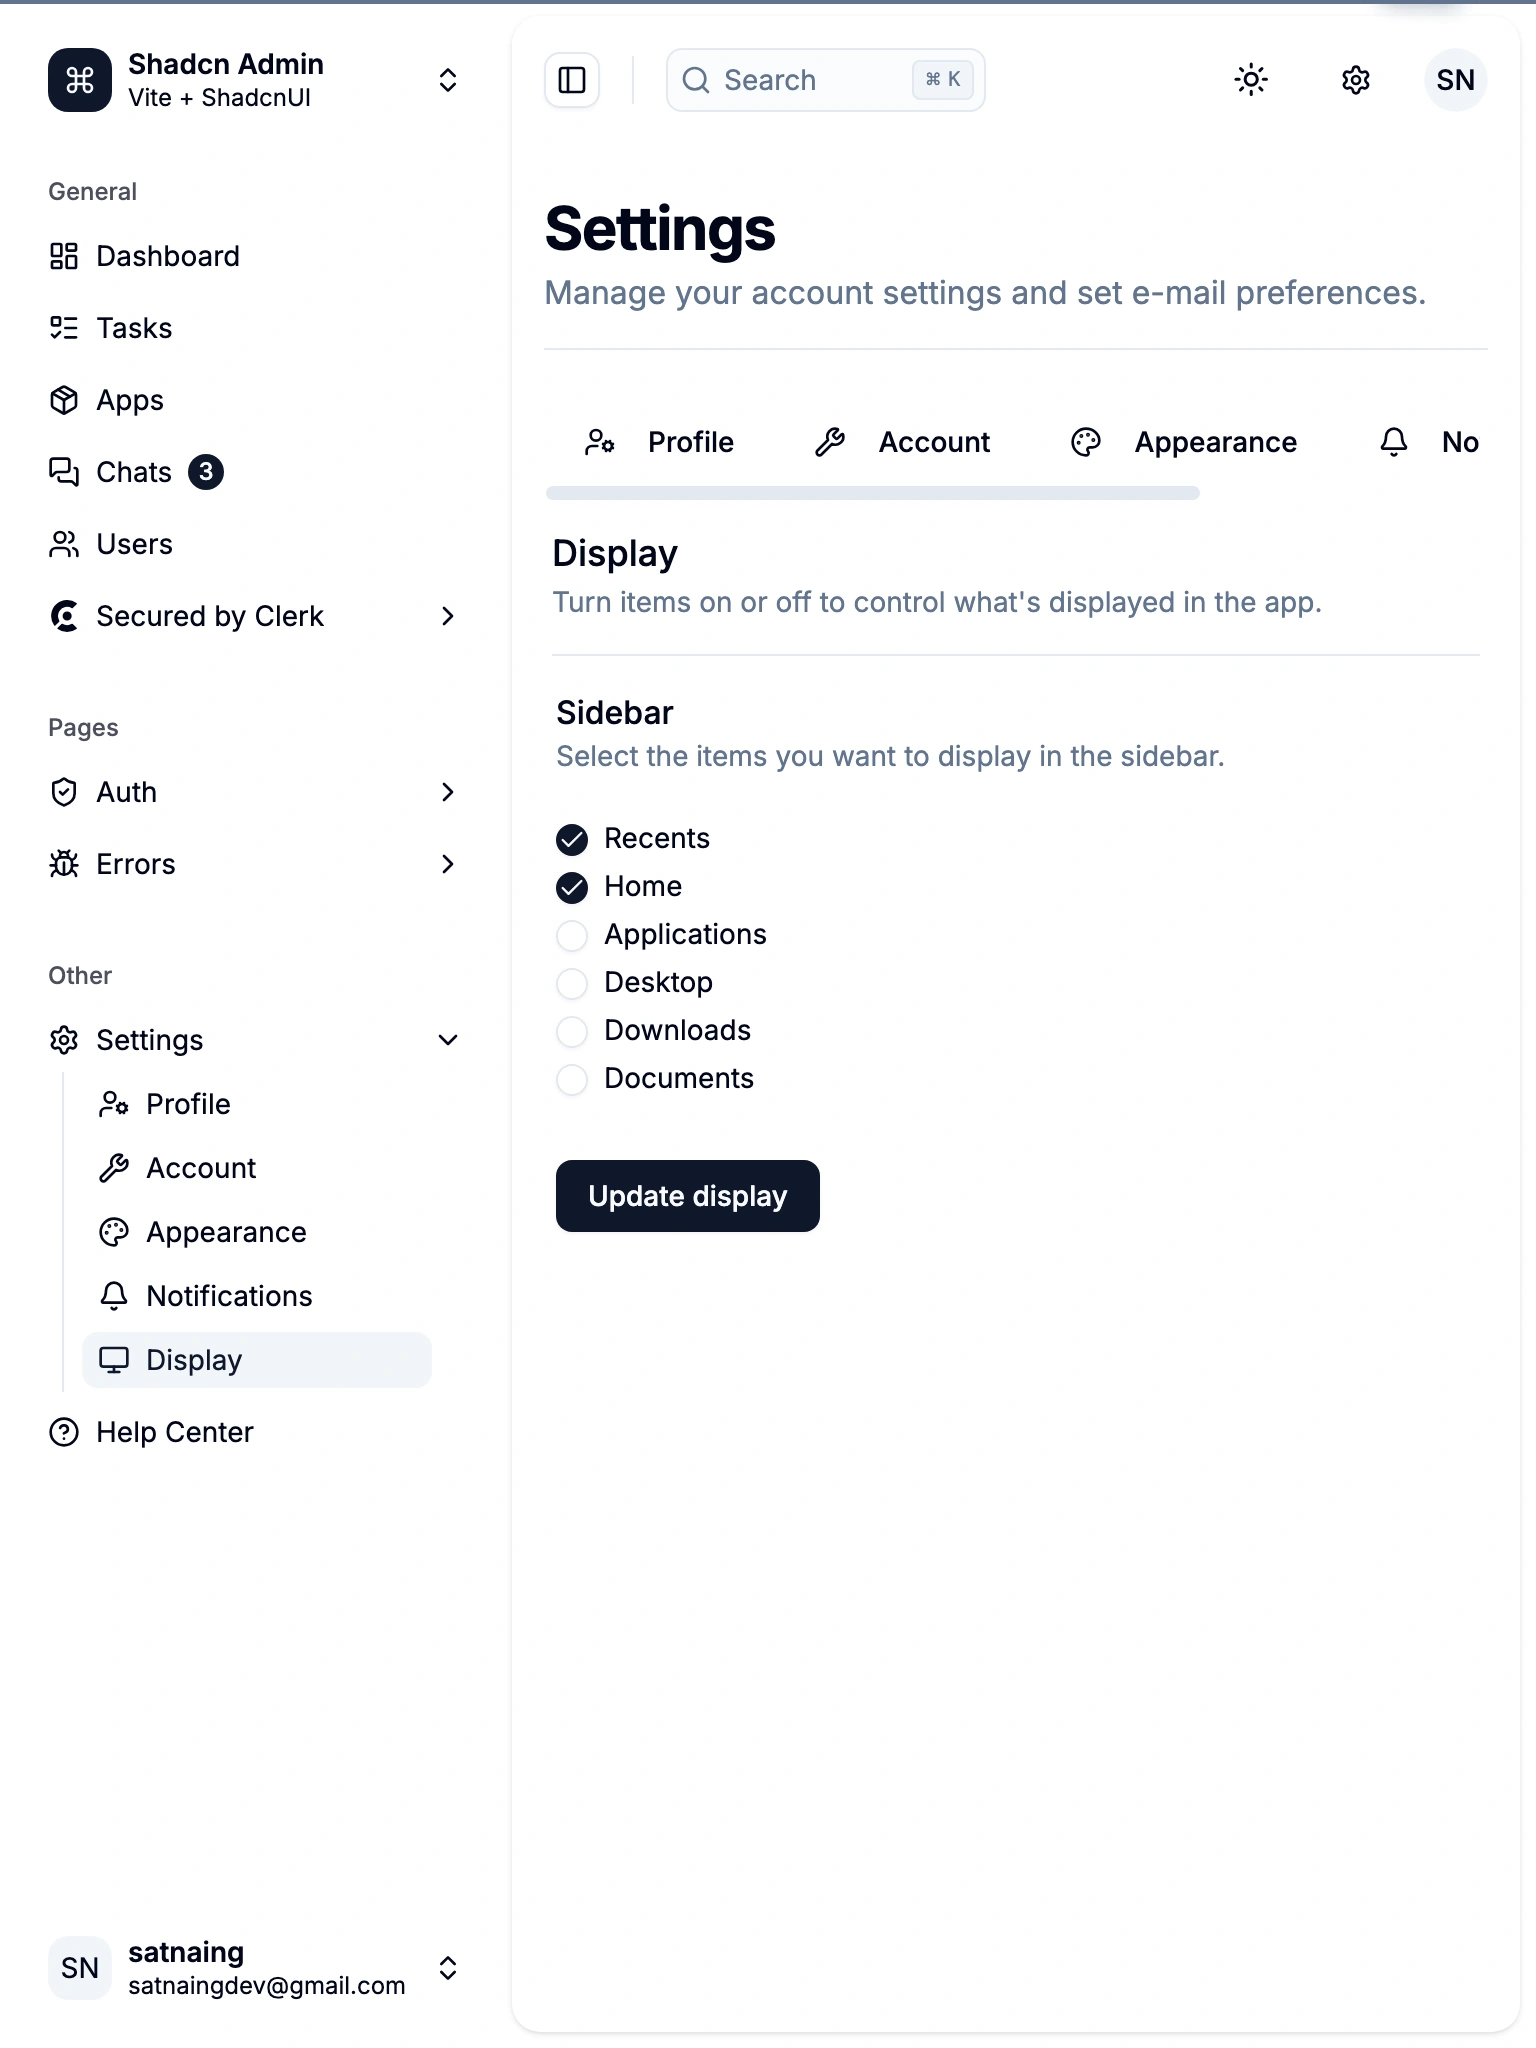 Shadcn Admin
Vite + ShadcnUI
General
Dashboard
Tasks
Apps
Chats 3
Users
Secured by Clerk
Pages
Auth
Errors
Other
Settings
Profile
Account
Appearance
Notifications
Display
Help Center
SN
satnaing
satnaingdev@gmail.com
Search ⌘ K
SN
Settings
Manage your account settings and set e-mail preferences.
Profile Account Appearance No
Display
Turn items on or off to control what's displayed in the app.
Sidebar
Select the items you want to display in the sidebar.
Recents
Home
Applications
Desktop
Downloads
Documents
Update display